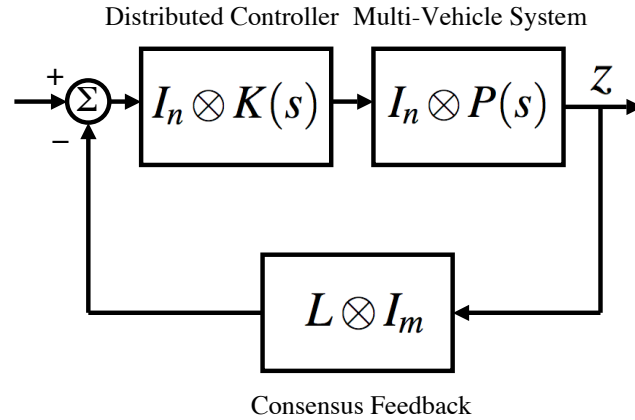 Distributed Controller Multi-Vehicle System
+
Σ
−
I_n ⊗ K(s)
I_n ⊗ P(s)
z
L ⊗ I_m
Consensus Feedback